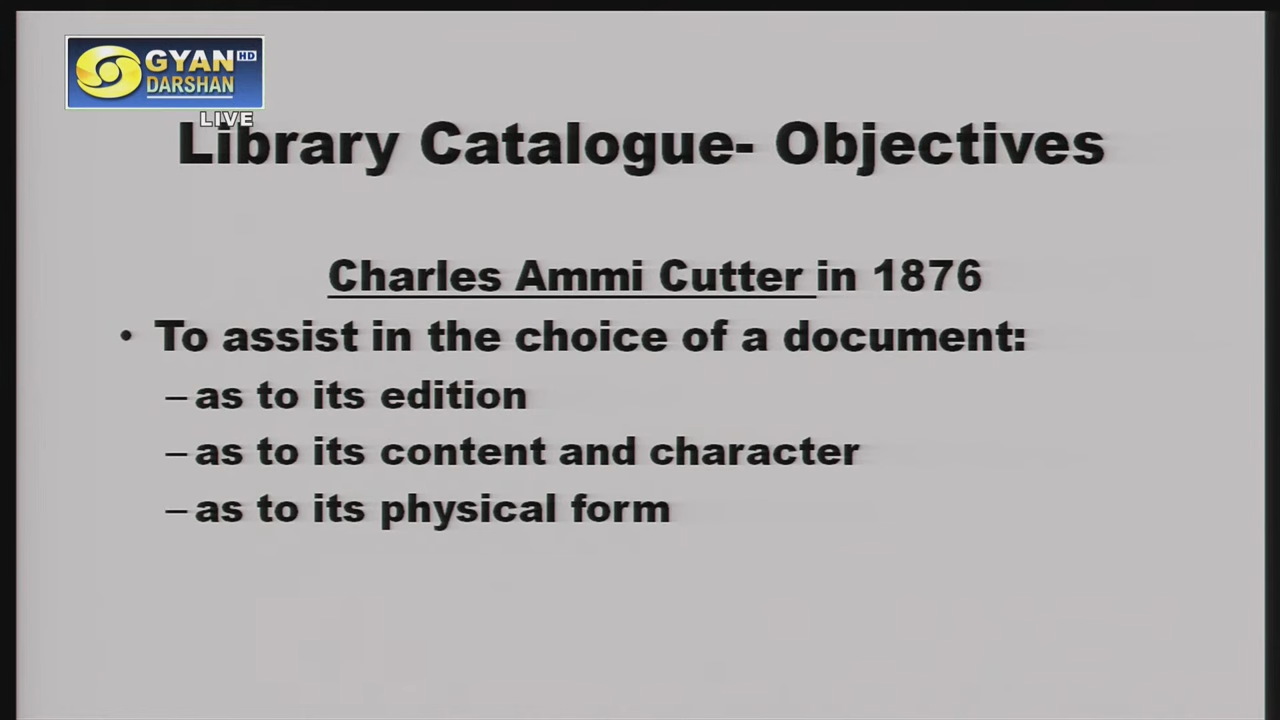 GYAN HD
DARSHAN
LIVE
Library Catalogue- Objectives
Charles Ammi Cutter in 1876
• To assist in the choice of a document:
– as to its edition
– as to its content and character
– as to its physical form